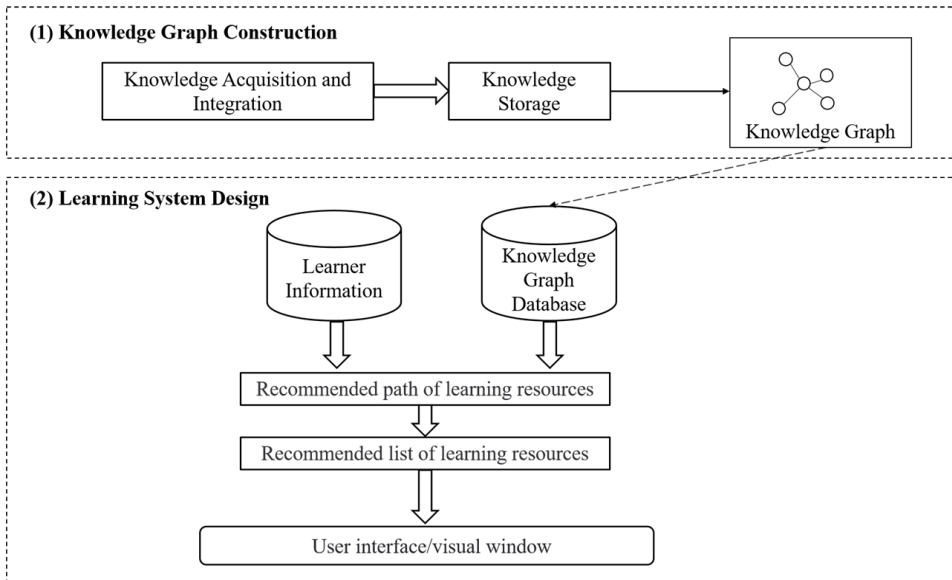 (1) Knowledge Graph Construction
Knowledge Acquisition and
Integration
Knowledge
Storage
Knowledge Graph
(2) Learning System Design
Learner
Information
Knowledge
Graph
Database
Recommended path of learning resources
Recommended list of learning resources
User interface/visual window